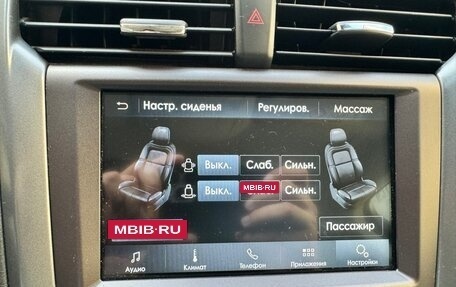 Настр. сиденья Регулиров. Массаж
Выкл. Слаб. Сильн.
Выкл. MBIB.RU Сильн.
MBIB.RU
Пассажир
Аудио Климат Телефон Приложения Настройки